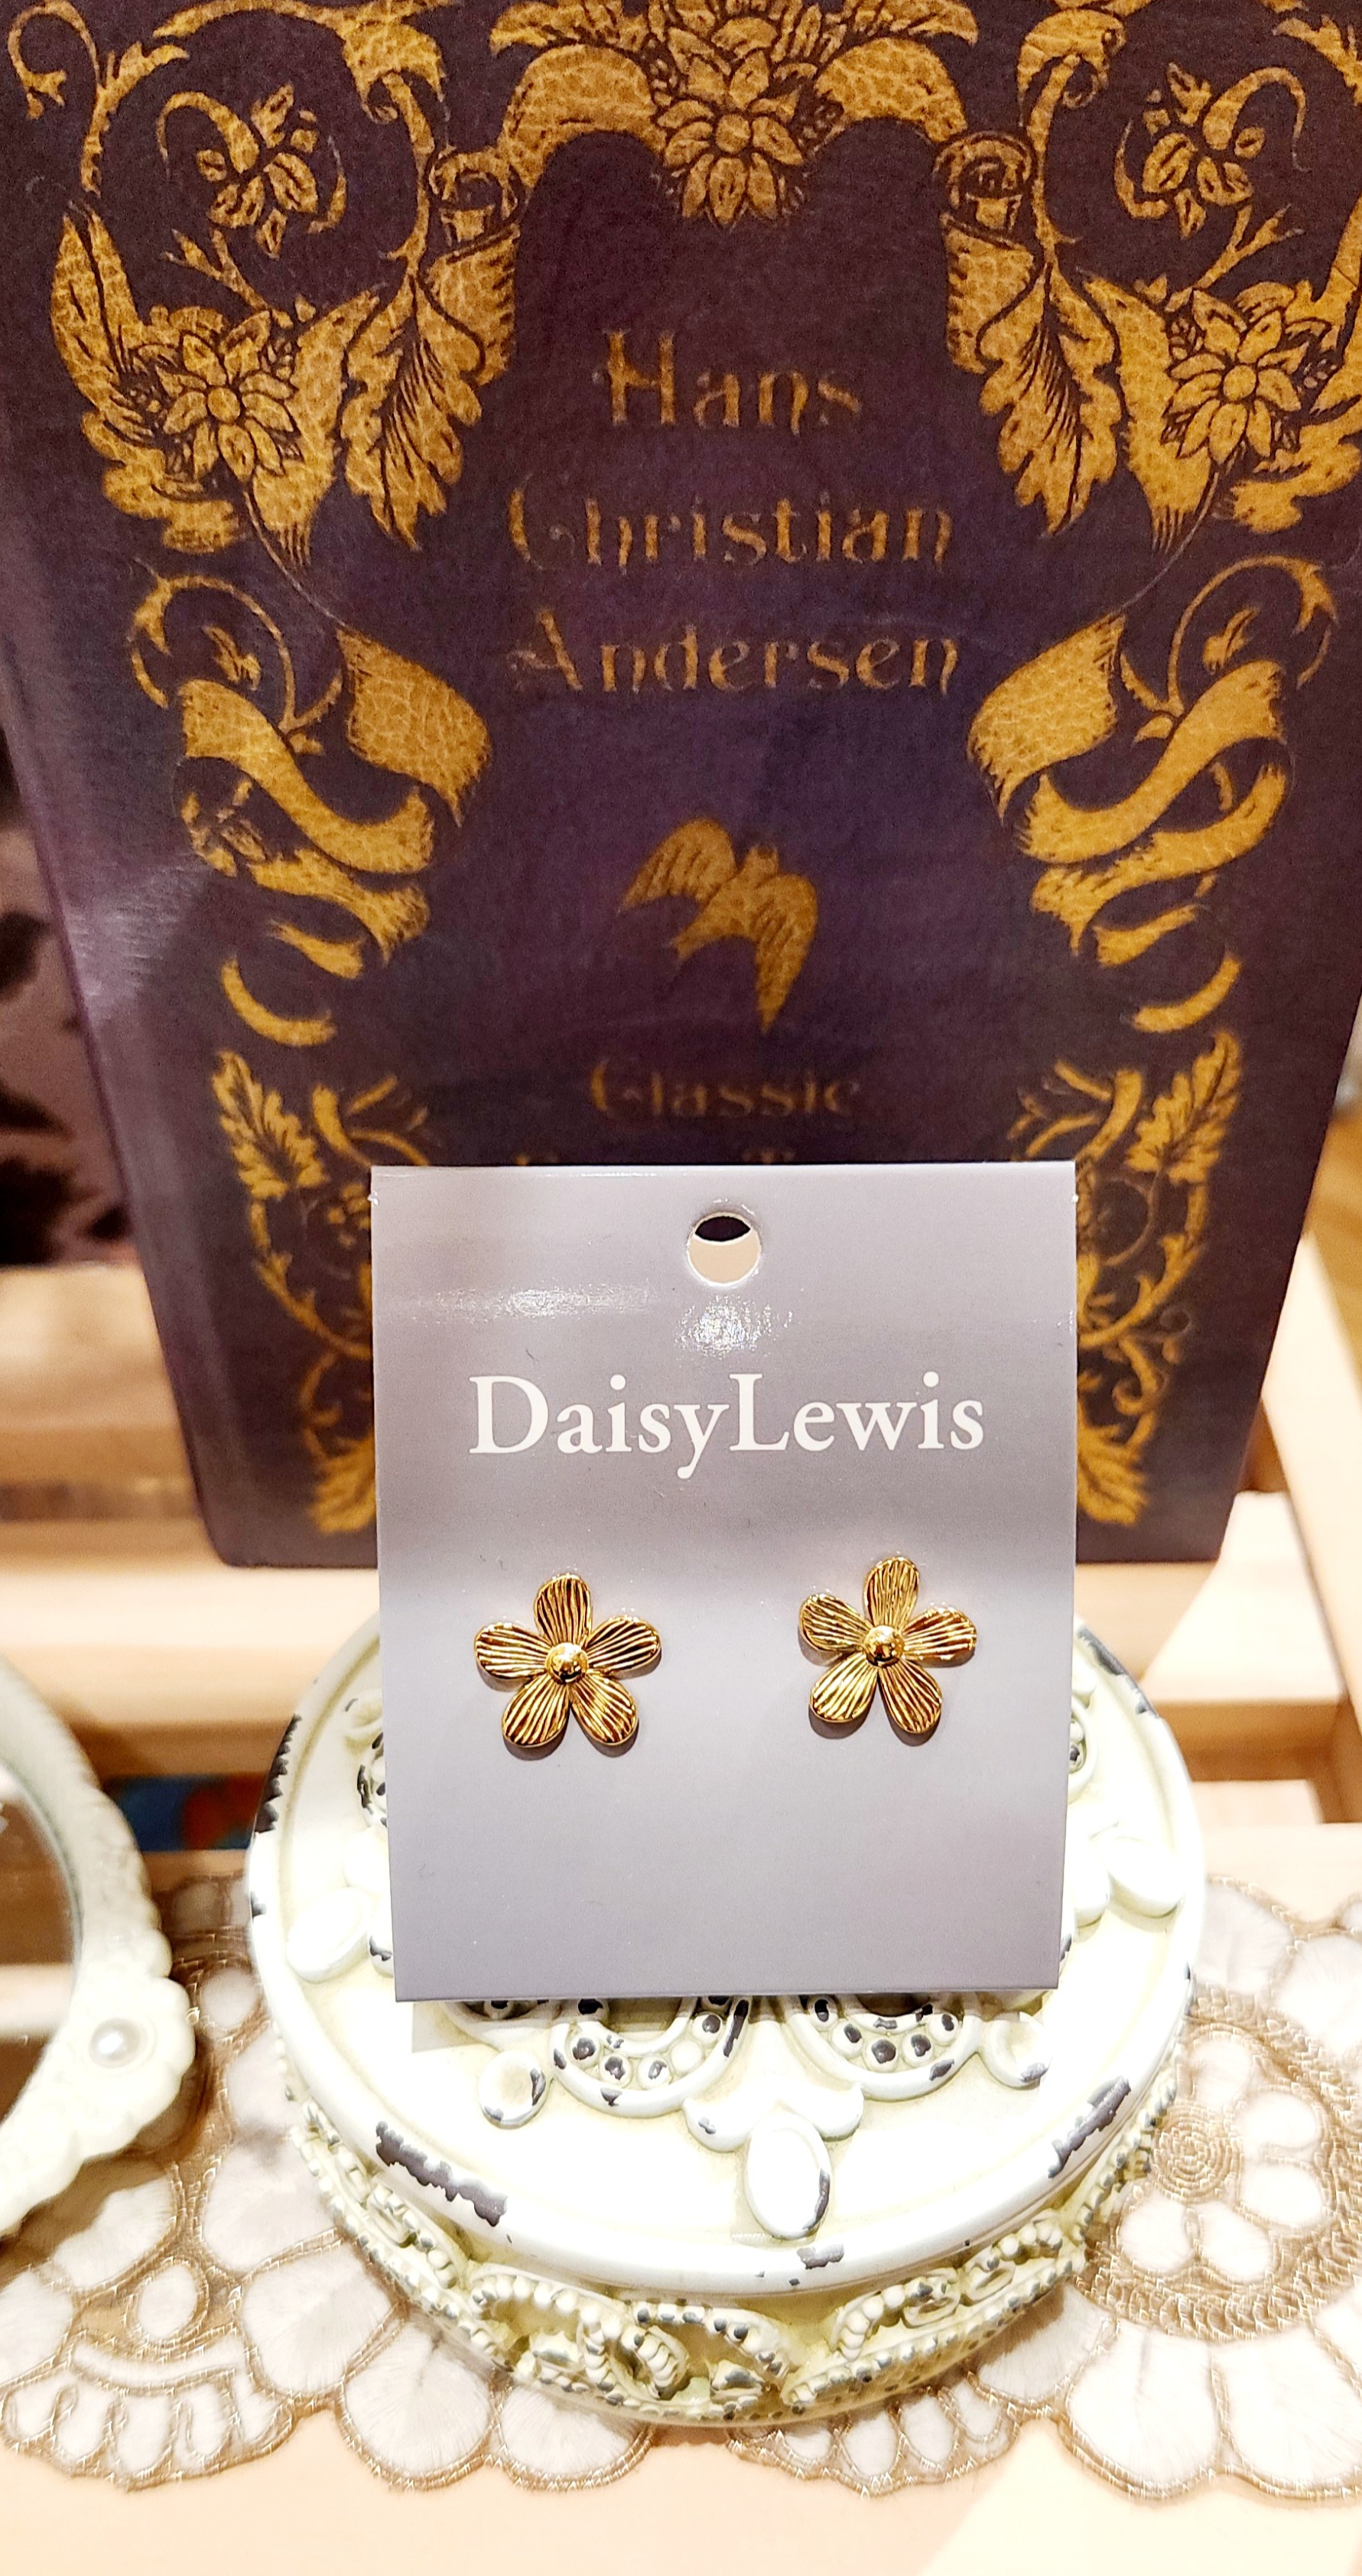 Hans
Christian
Andersen
Classic
DaisyLewis